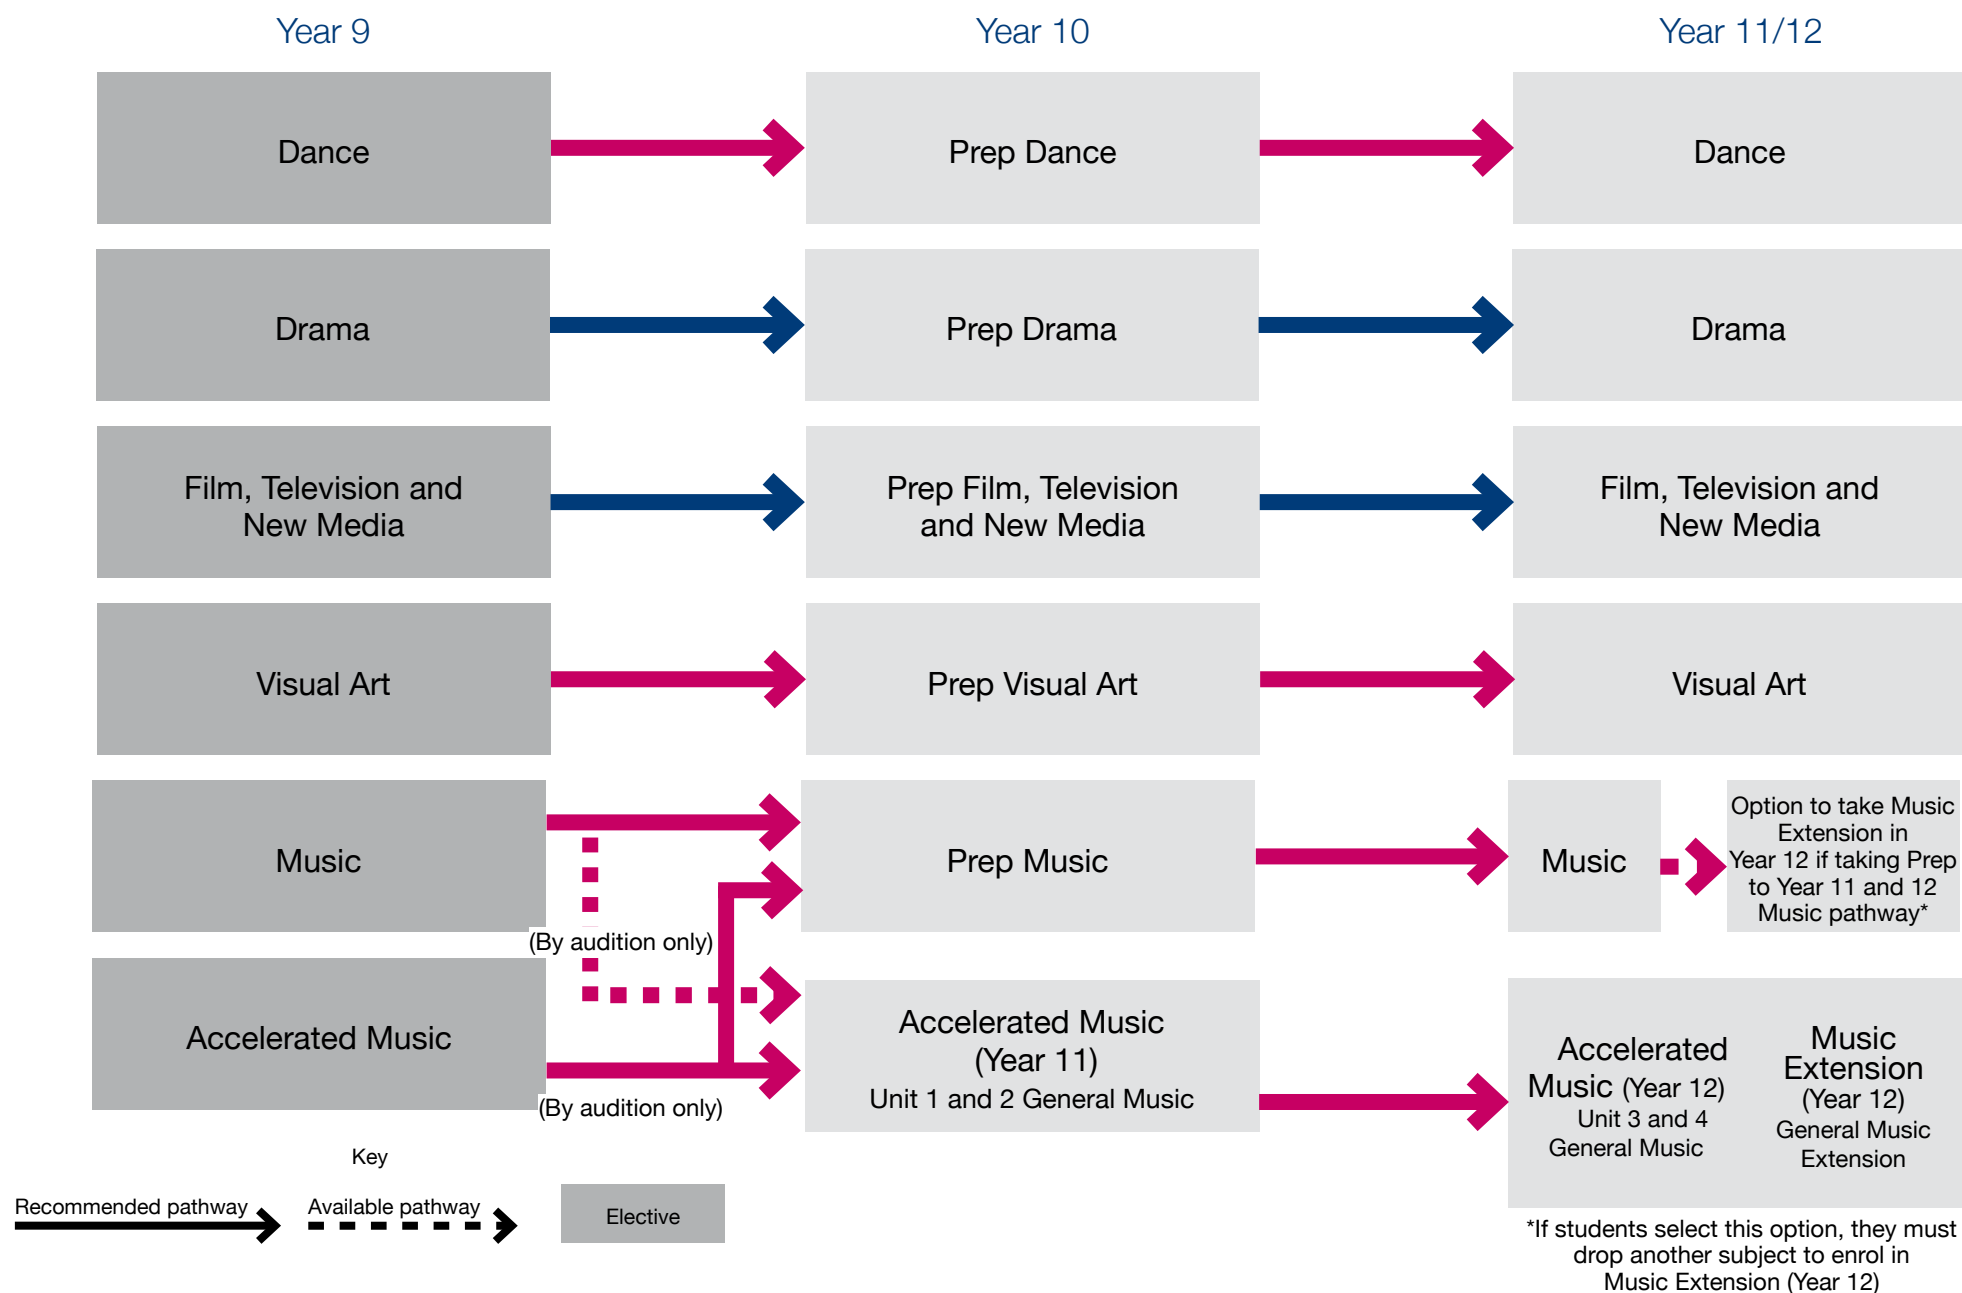 Year 9
Year 10
Year 11/12
Dance
Prep Dance
Dance
Drama
Prep Drama
Drama
Film, Television and
New Media
Prep Film, Television
and New Media
Film, Television and
New Media
Visual Art
Prep Visual Art
Visual Art
Music
Prep Music
Music
Option to take Music
Extension in
Year 12 if taking Prep
to Year 11 and 12
Music pathway*
(By audition only)
Accelerated Music
(By audition only)
Accelerated Music
(Year 11)
Unit 1 and 2 General Music
Accelerated
Music (Year 12)
Unit 3 and 4
General Music
Music
Extension
(Year 12)
General Music
Extension
Key
Recommended pathway
Available pathway
Elective
*If students select this option, they must
drop another subject to enrol in
Music Extension (Year 12)